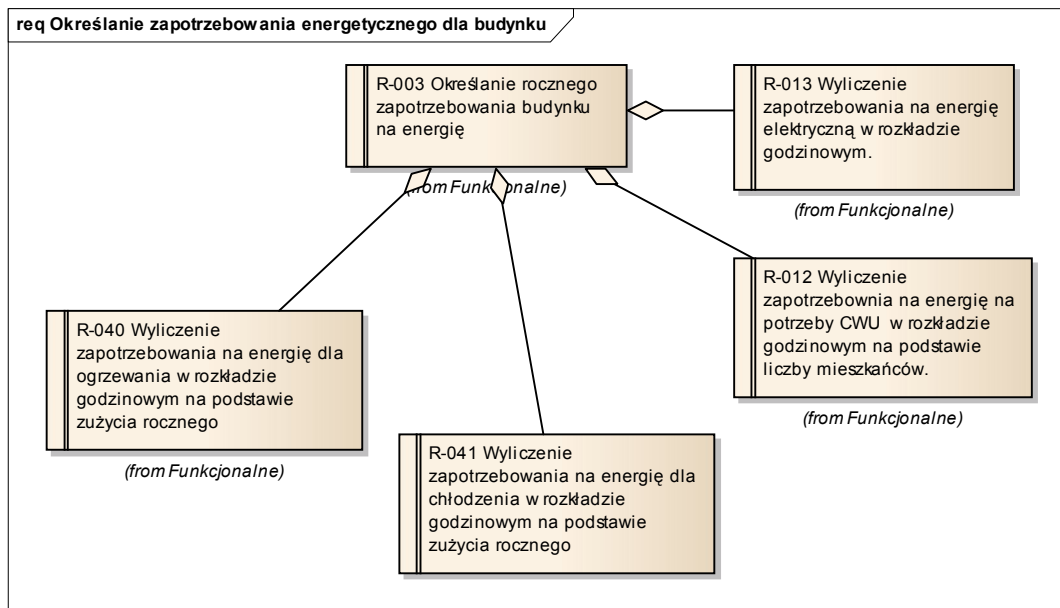 req Określanie zapotrzebowania energetycznego dla budynku
R-003 Określanie rocznego
zapotrzebowania budynku
na energię
(from Funkcjonalne)
R-013 Wyliczenie
zapotrzebowania na energię
elektryczną w rozkładzie
godzinowym.
(from Funkcjonalne)
R-012 Wyliczenie
zapotrzebownia na energię na
potrzeby CWU w rozkładzie
godzinowym na podstawie
liczby mieszkańców.
(from Funkcjonalne)
R-040 Wyliczenie
zapotrzebowania na energię dla
ogrzewania w rozkładzie
godzinowym na podstawie
zużycia rocznego
(from Funkcjonalne)
R-041 Wyliczenie
zapotrzebowania na energię dla
chłodzenia w rozkładzie
godzinowym na podstawie
zużycia rocznego